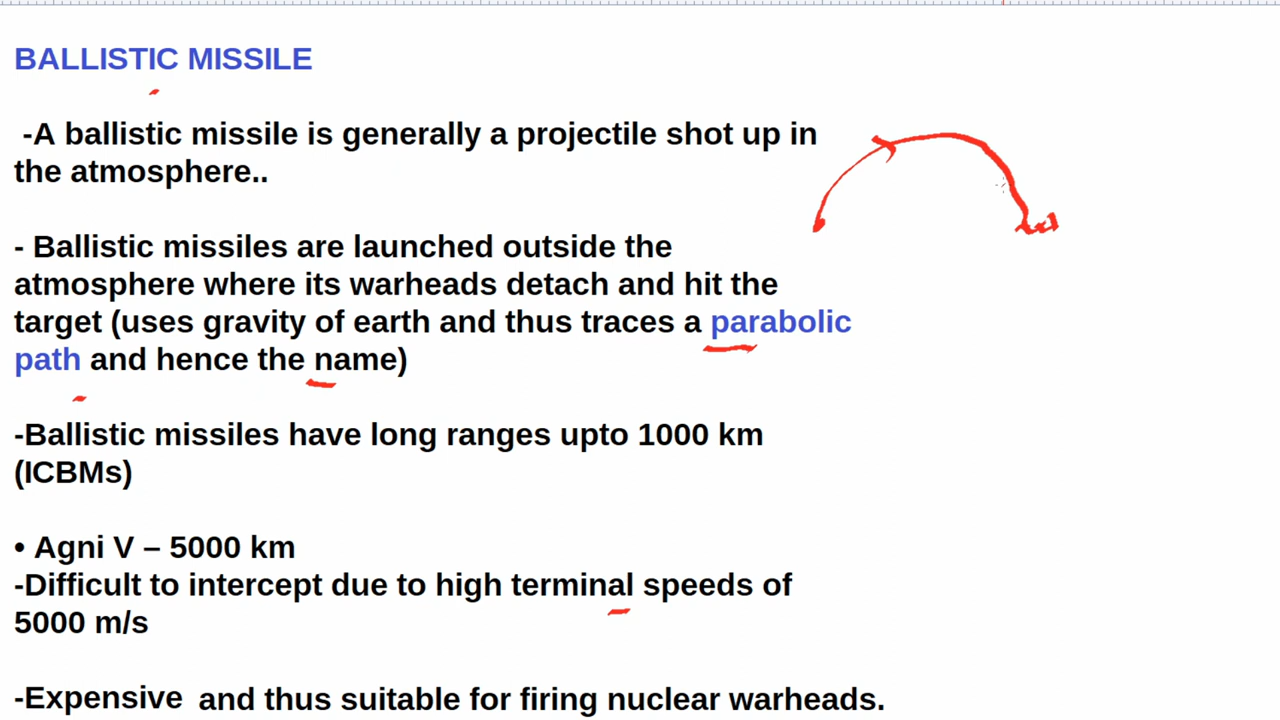 BALLISTIC MISSILE
-A ballistic missile is generally a projectile shot up in
the atmosphere..
- Ballistic missiles are launched outside the
atmosphere where its warheads detach and hit the
target (uses gravity of earth and thus traces a parabolic
path and hence the name)
-Ballistic missiles have long ranges upto 1000 km
(ICBMs)
• Agni V – 5000 km
-Difficult to intercept due to high terminal speeds of
5000 m/s
-Expensive and thus suitable for firing nuclear warheads.